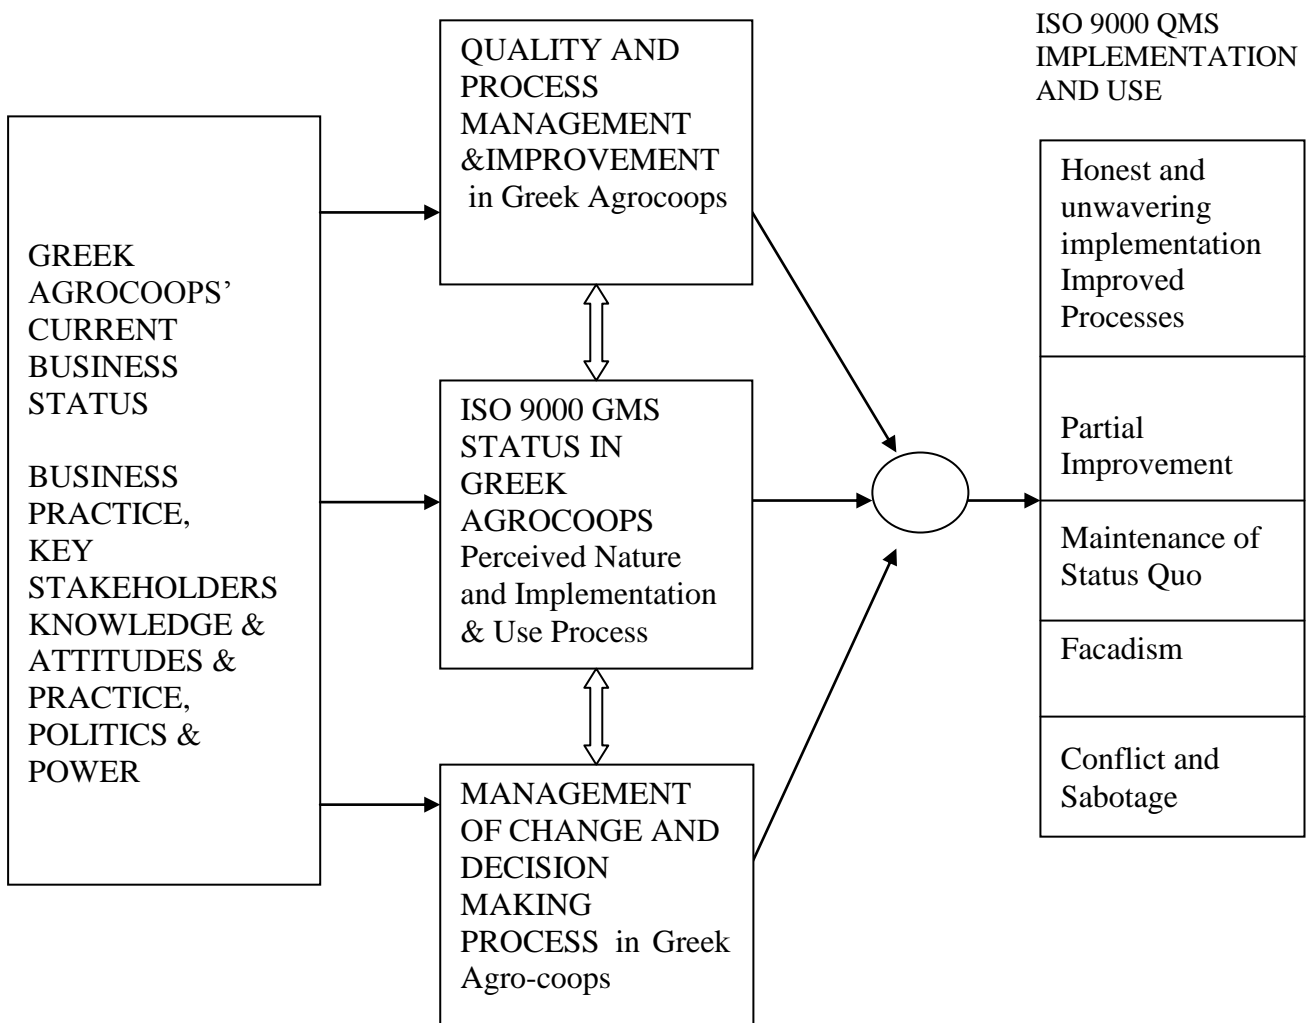 GREEK
AGROCOOPS’
CURRENT
BUSINESS
STATUS
BUSINESS
PRACTICE,
KEY
STAKEHOLDERS
KNOWLEDGE &
ATTITUDES &
PRACTICE,
POLITICS &
POWER
QUALITY AND
PROCESS
MANAGEMENT
&IMPROVEMENT
in Greek Agrocoops
ISO 9000 GMS
STATUS IN
GREEK
AGROCOOPS
Perceived Nature
and Implementation
& Use Process
MANAGEMENT
OF CHANGE AND
DECISION
MAKING
PROCESS in Greek
Agro-coops
ISO 9000 QMS
IMPLEMENTATION
AND USE
Honest and
unwavering
implementation
Improved
Processes
Partial
Improvement
Maintenance of
Status Quo
Facadism
Conflict and
Sabotage